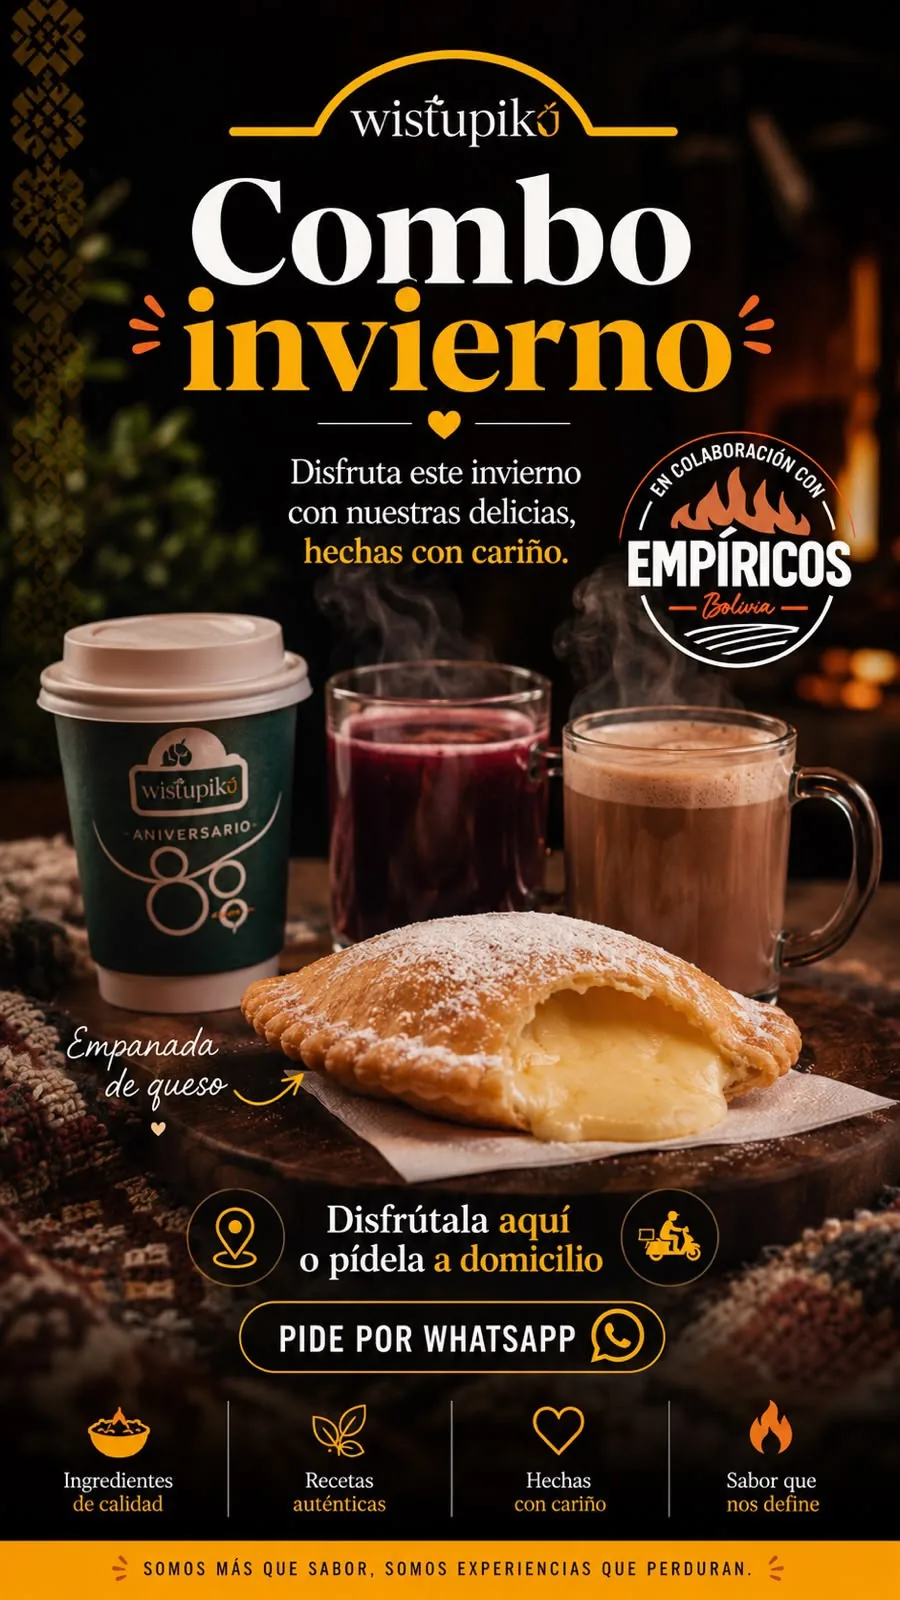 wistupikú
Combo
invierno
Disfruta este invierno
con nuestras delicias,
hechas con cariño.
EN COLABORACIÓN CON
EMPÍRICOS
Bolivia
wistupikú
ANIVERSARIO
Empanada
de queso
Disfrútala aquí
o pídela a domicilio
PIDE POR WHATSAPP
Ingredientes
de calidad
Recetas
auténticas
Hechas
con cariño
Sabor que
nos define
SOMOS MÁS QUE SABOR, SOMOS EXPERIENCIAS QUE PERDURAN.